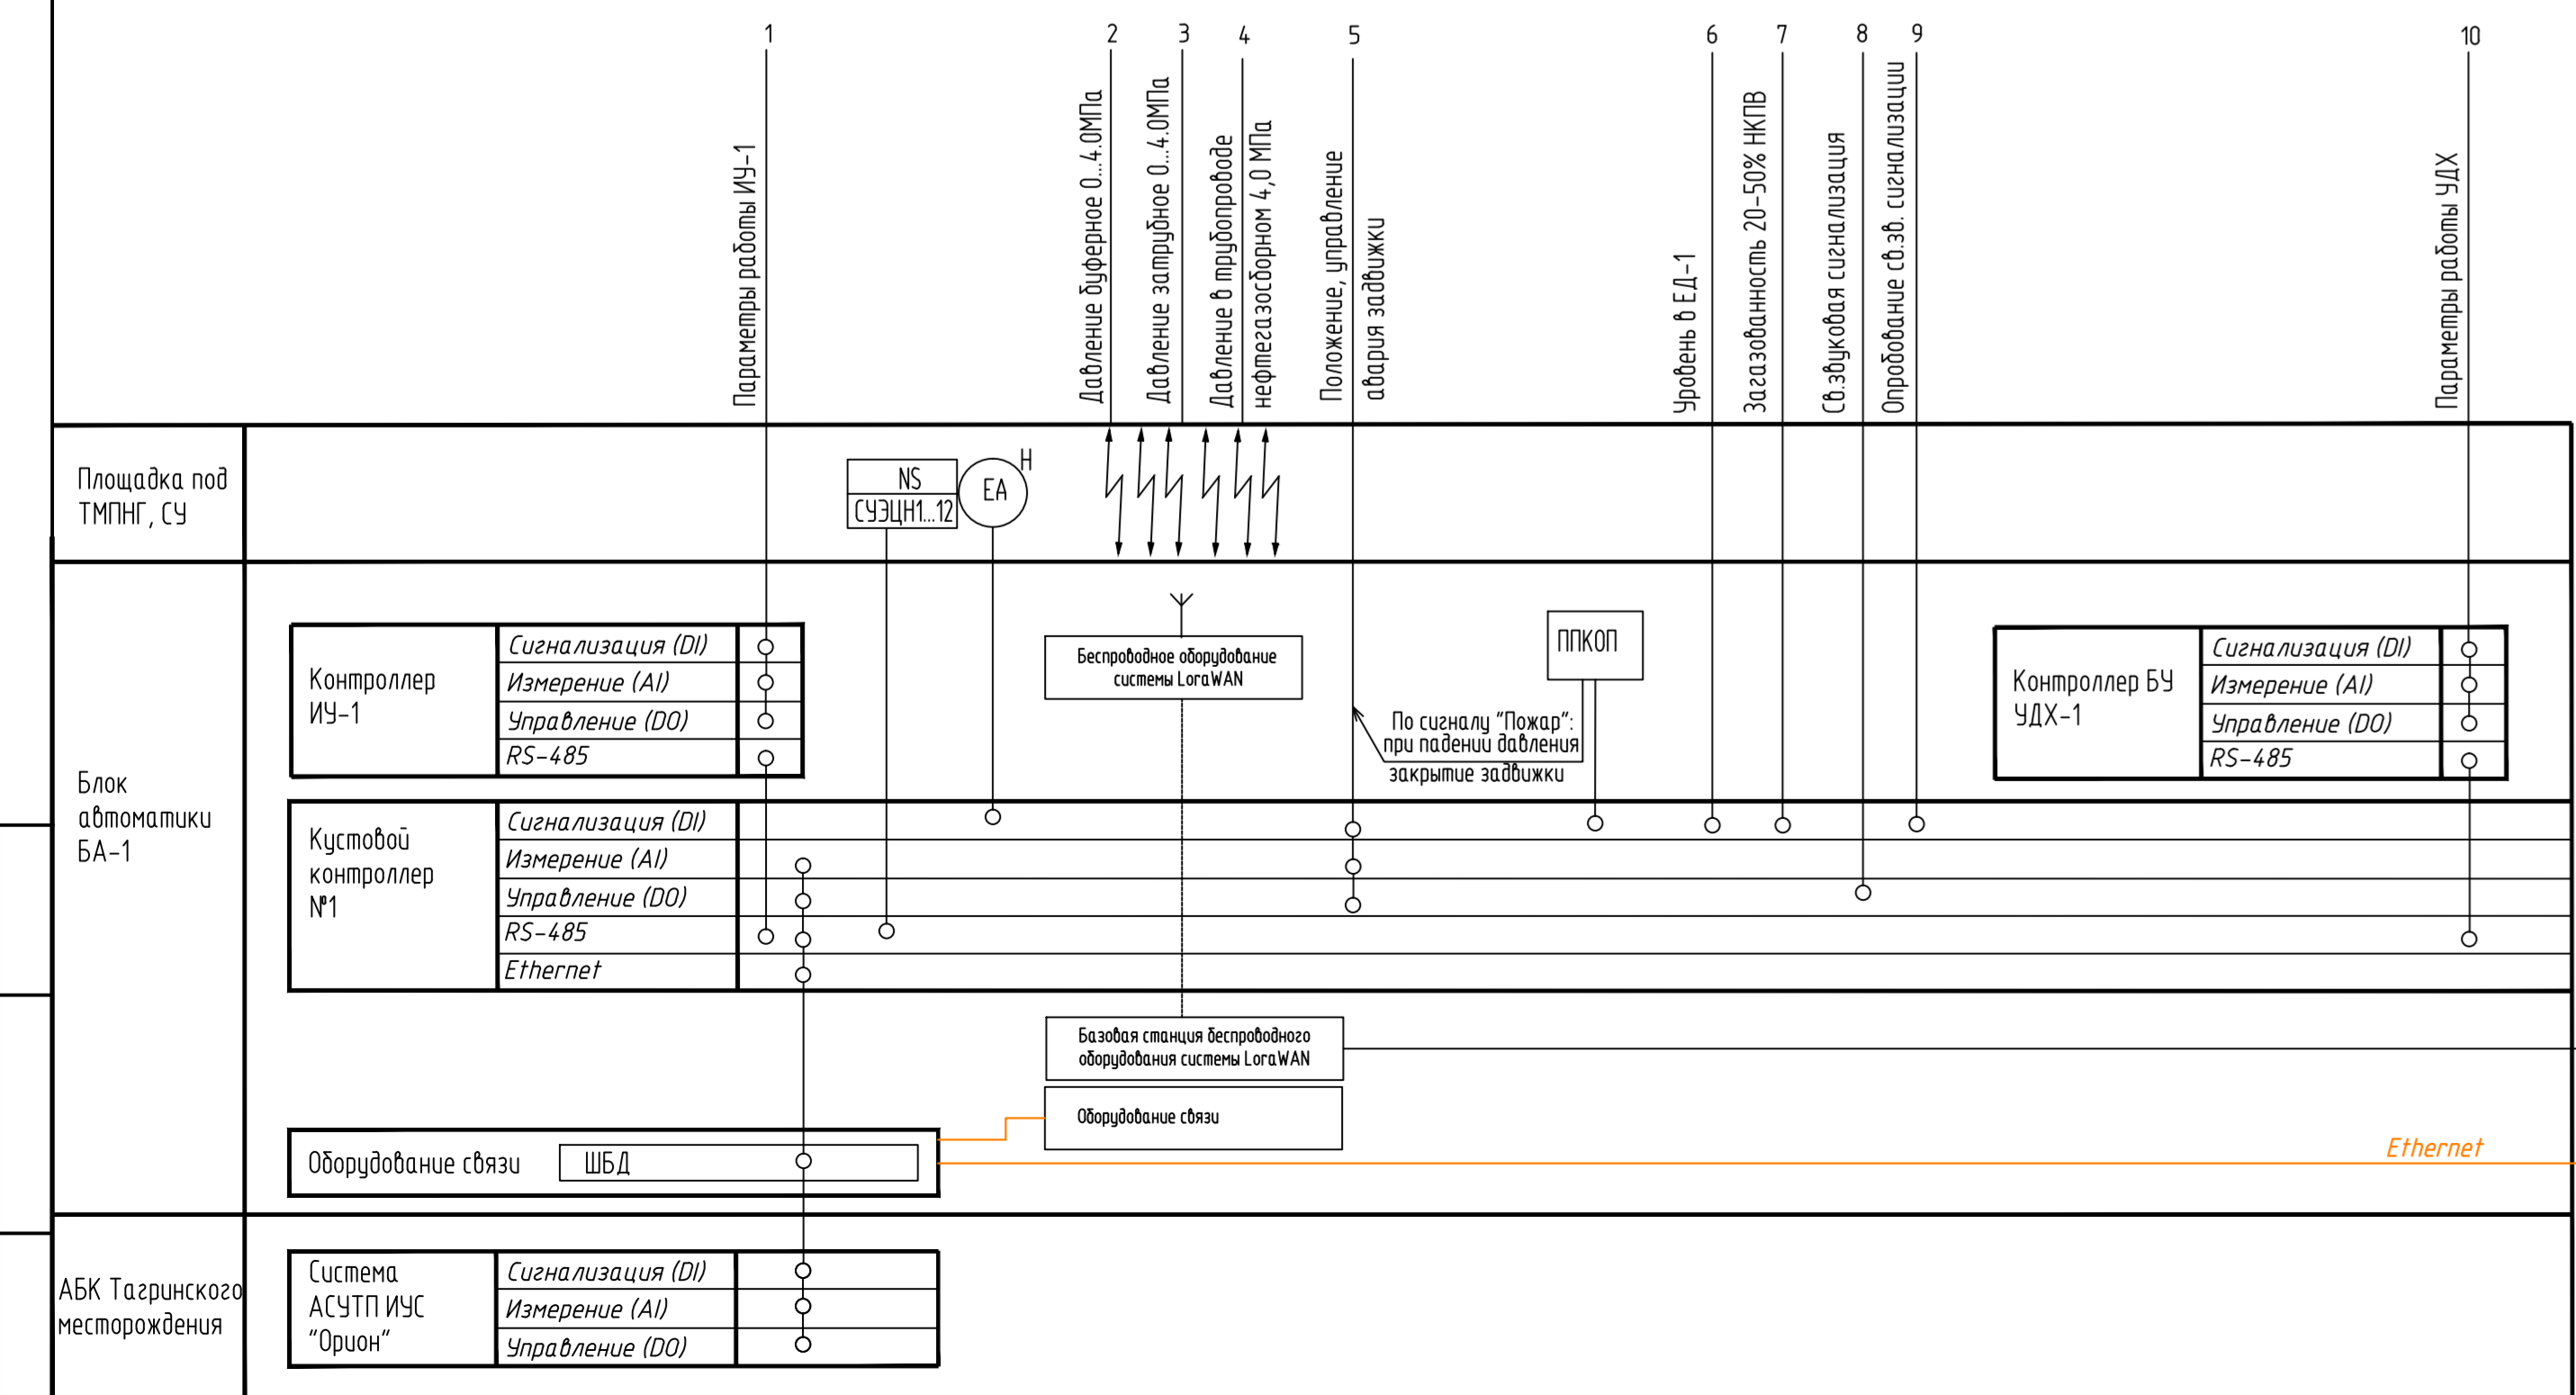 1
2
3
4
5
6
7
8
9
10
Параметры работы ИУ-1
Давление буферное 0...4.0МПа
Давление затрубное 0...4.0МПа
Давление в трубопроводе
нефтегазосборном 4,0 МПа
Положение, управление
авария задвижки
Уровень в ЕД-1
Загазованность 20-50% НКПВ
Св.звуковая сигнализация
Опробование св.зв. сигнализации
Параметры работы УДХ
Площадка под
ТМПНГ, СУ
NS
СУЭЦН1...12
EA
H
Блок
автоматики
БА-1
Контроллер
ИУ-1
Сигнализация (DI)
Измерение (AI)
Управление (DO)
RS-485
Беспроводное оборудование
системы LoraWAN
ППКОП
По сигналу "Пожар":
при падении давления
закрытие задвижки
Контроллер БУ
УДХ-1
Сигнализация (DI)
Измерение (AI)
Управление (DO)
RS-485
Кустовой
контроллер
№1
Сигнализация (DI)
Измерение (AI)
Управление (DO)
RS-485
Ethernet
Базовая станция беспроводного
оборудования системы LoraWAN
Оборудование связи
Оборудование связи
ШБД
Ethernet
АБК Тагринского
месторождения
Система
АСУТП ИУС
"Орион"
Сигнализация (DI)
Измерение (AI)
Управление (DO)